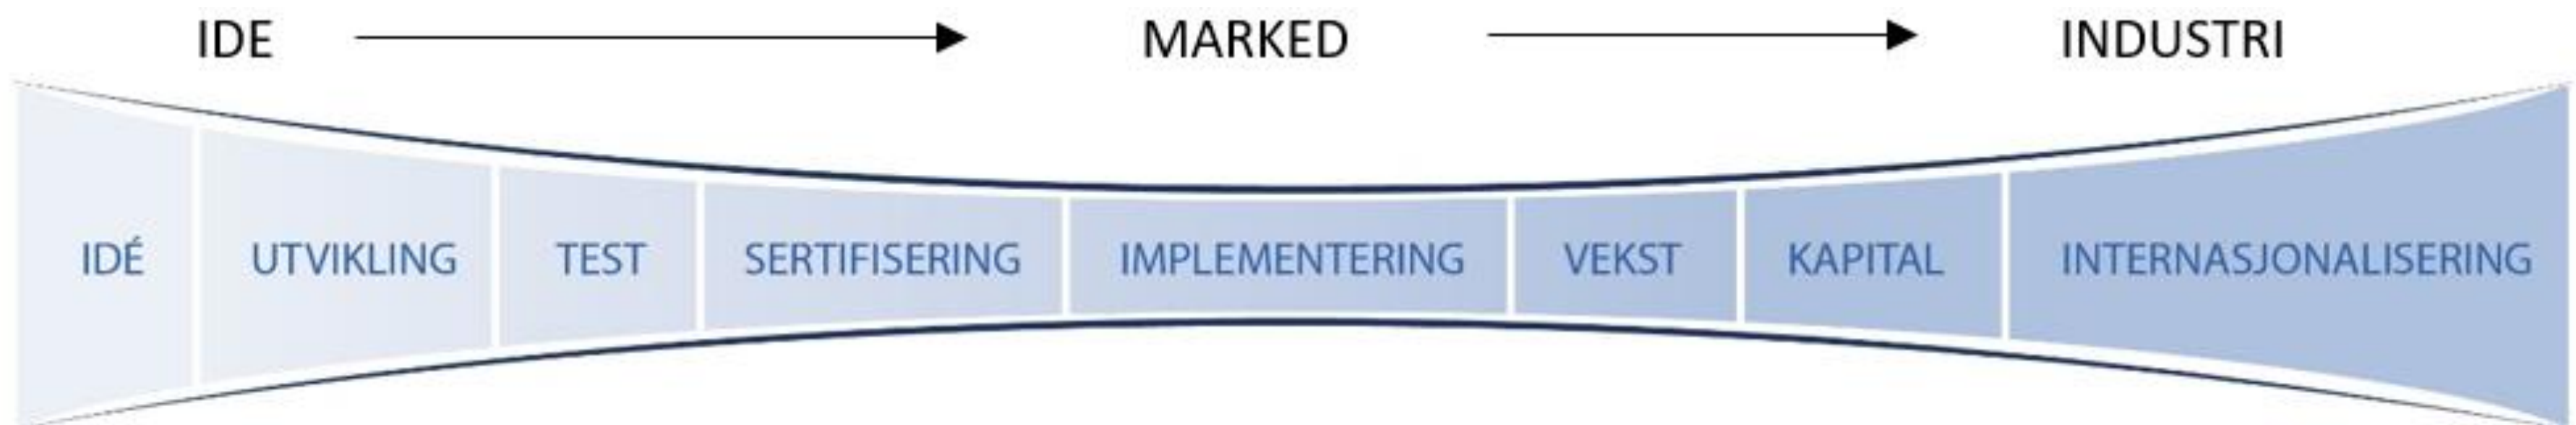 IDE MARKED INDUSTRI
IDÉ UTVIKLING TEST SERTIFISERING IMPLEMENTERING VEKST KAPITAL INTERNASJONALISERING